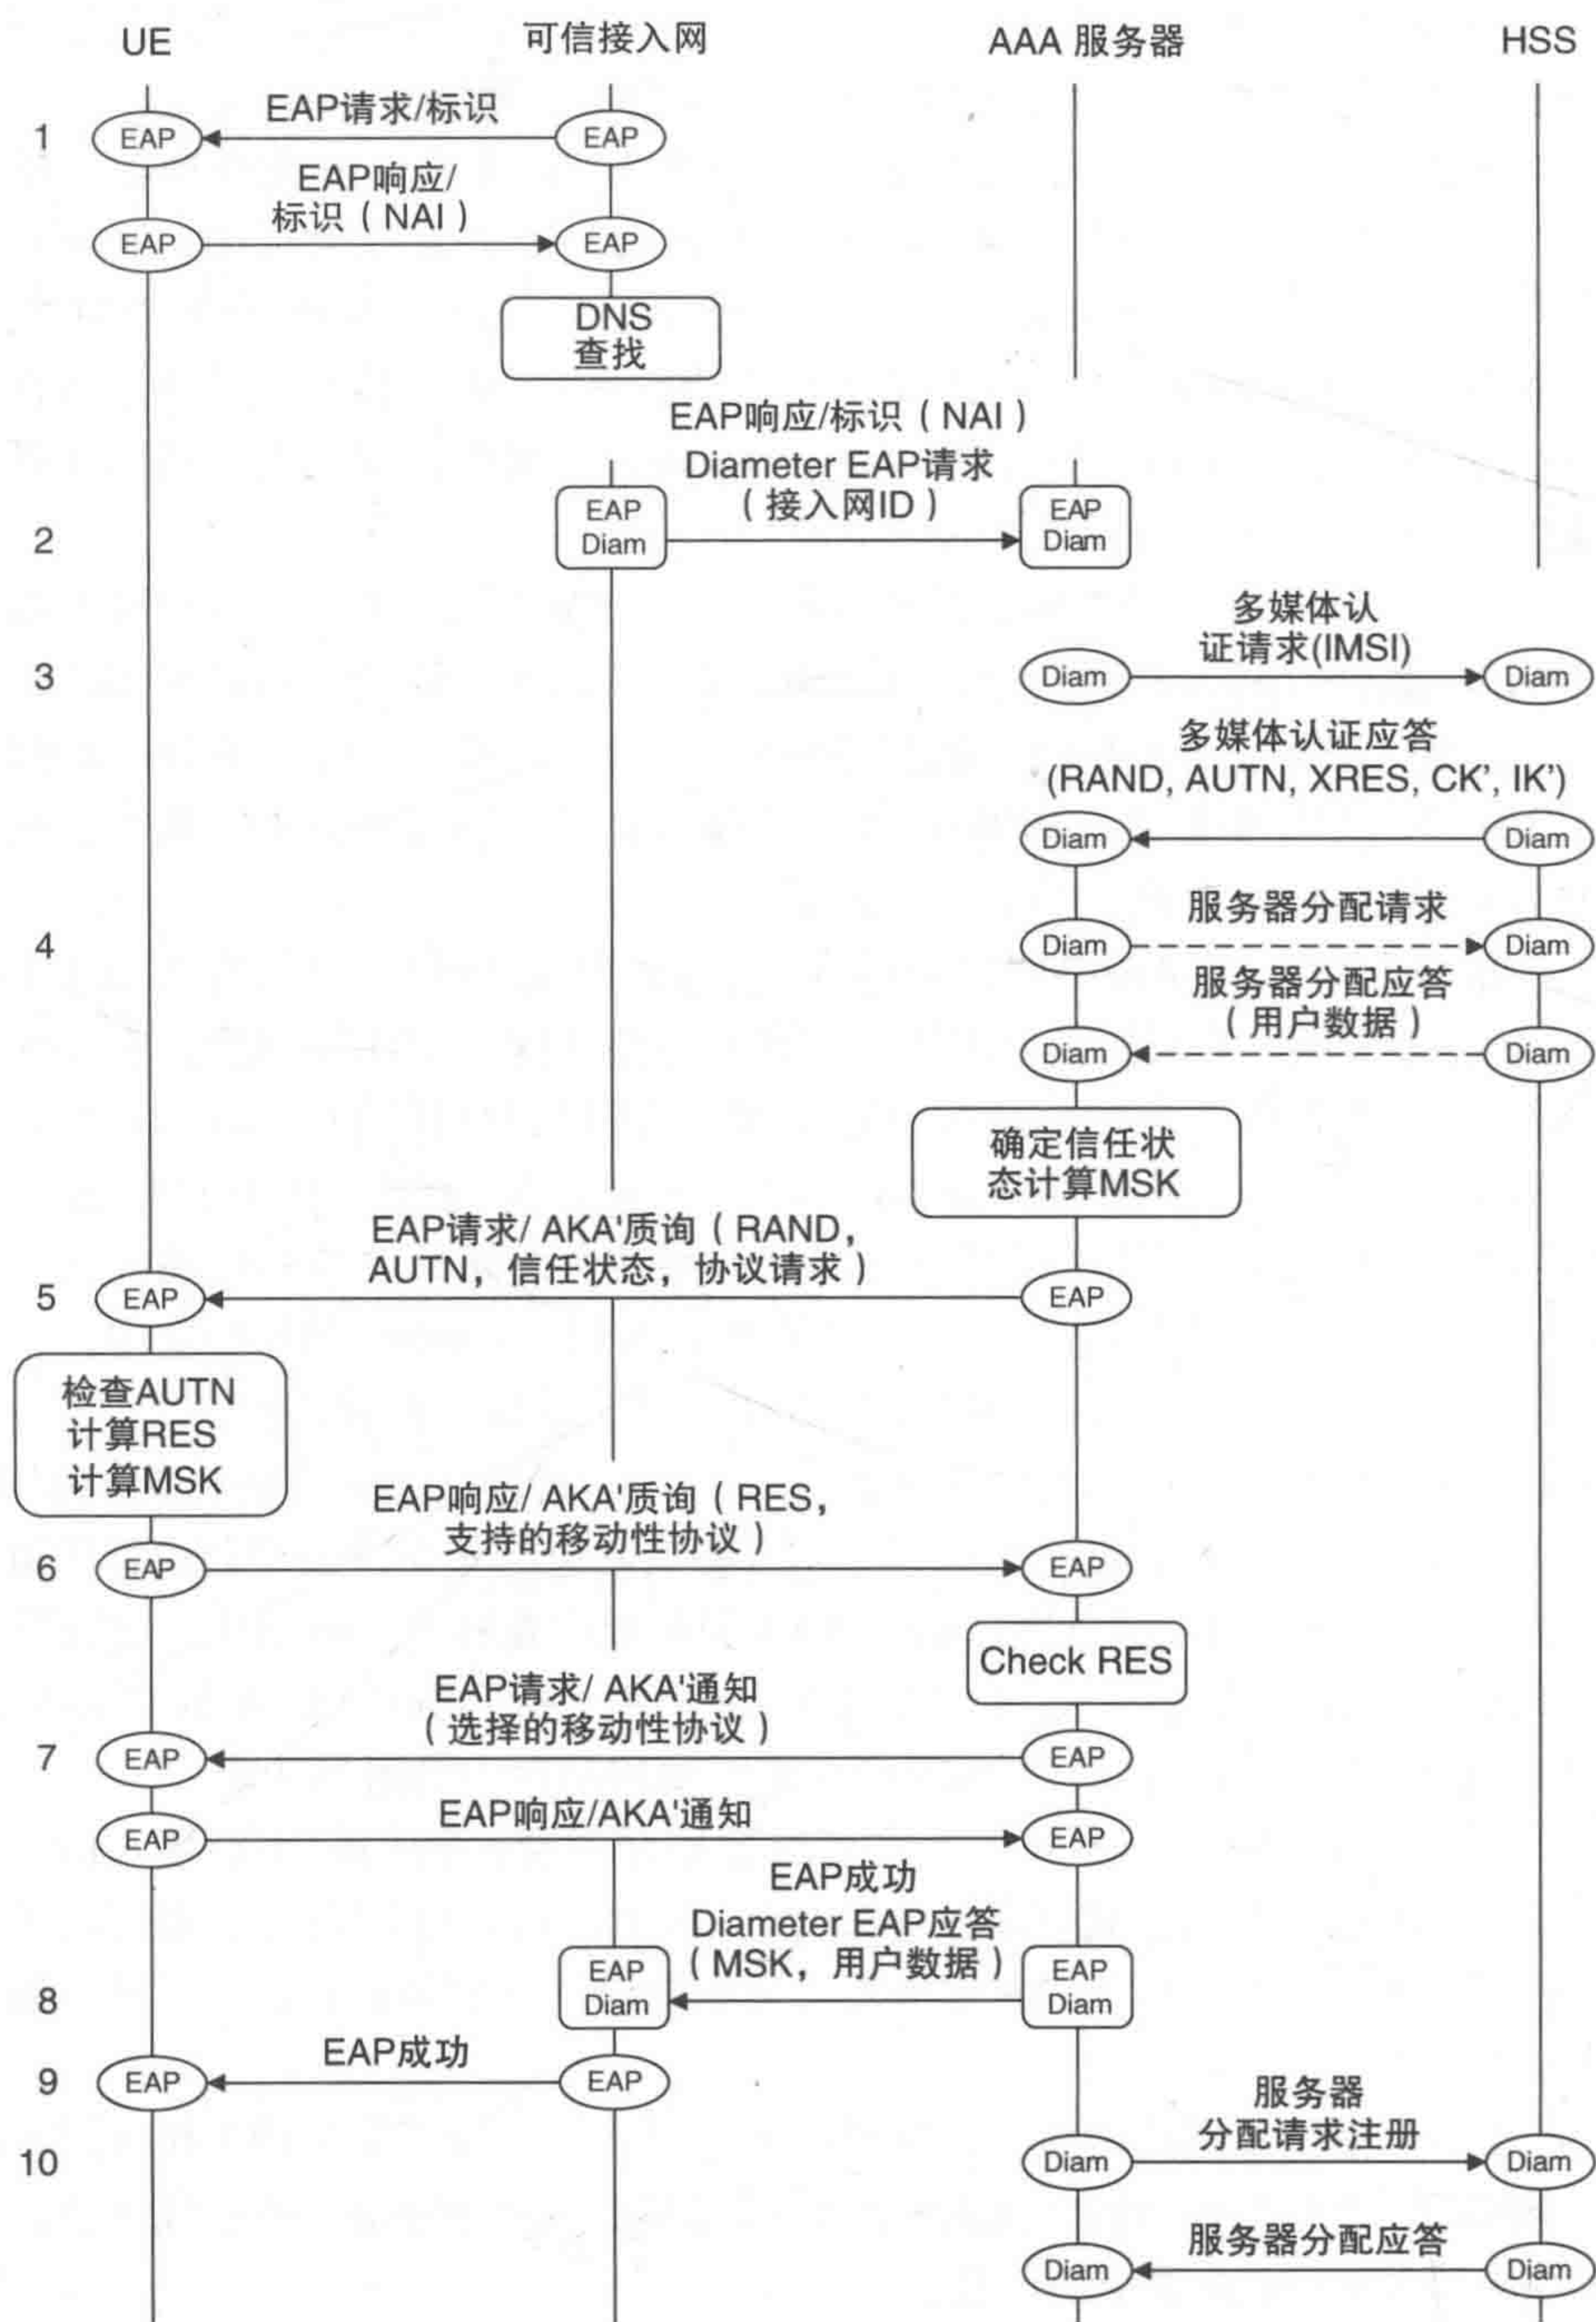 UE
可信接入网
AAA 服务器
HSS
1
EAP请求/标识
EAP
EAP
EAP响应/
标识（NAI）
EAP
EAP
DNS
查找
EAP响应/标识（NAI）
Diameter EAP请求
（接入网ID）
2
EAP
Diam
EAP
Diam
多媒体认
证请求(IMSI)
3
Diam
Diam
多媒体认证应答
(RAND, AUTN, XRES, CK’, IK’)
Diam
Diam
服务器分配请求
4
Diam
Diam
服务器分配应答
（用户数据）
Diam
Diam
确定信任状
态计算MSK
EAP请求/ AKA'质询（RAND，
AUTN，信任状态，协议请求）
5
EAP
EAP
检查AUTN
计算RES
计算MSK
EAP响应/ AKA'质询（RES，
支持的移动性协议）
6
EAP
EAP
Check RES
EAP请求/ AKA'通知
（选择的移动性协议）
7
EAP
EAP
EAP响应/AKA'通知
EAP
EAP
EAP成功
Diameter EAP应答
（MSK，用户数据）
8
EAP
Diam
EAP
Diam
EAP成功
9
EAP
EAP
服务器
分配请求注册
10
Diam
Diam
服务器分配应答
Diam
Diam